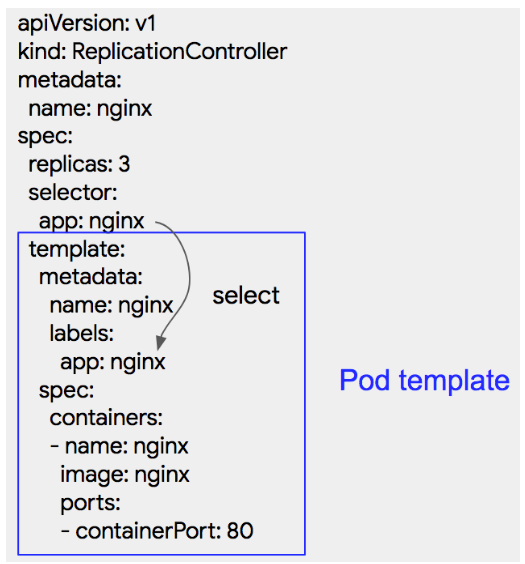 apiVersion: v1
kind: ReplicationController
metadata:
  name: nginx
spec:
  replicas: 3
  selector:
    app: nginx
  template:
    metadata:
      name: nginx
      labels:
        app: nginx
    spec:
      containers:
      - name: nginx
        image: nginx
        ports:
        - containerPort: 80
select
Pod template